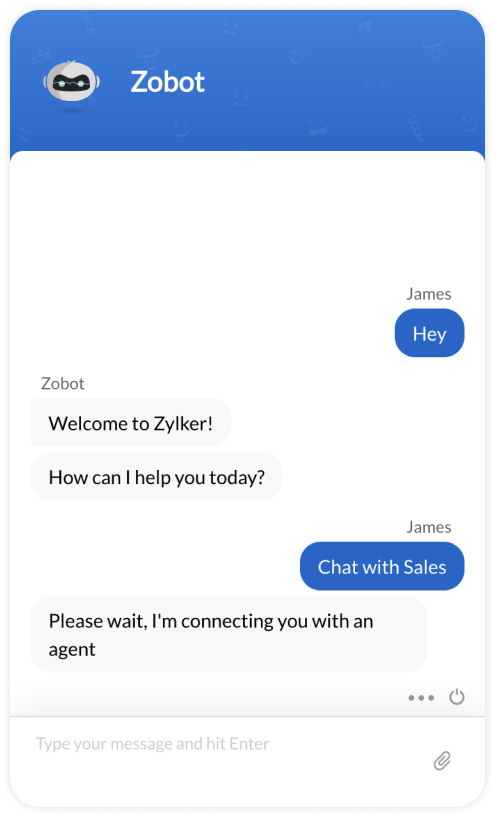 Zobot
James
Hey
Zobot
Welcome to Zylker!
How can I help you today?
James
Chat with Sales
Please wait, I'm connecting you with an
agent
Type your message and hit Enter